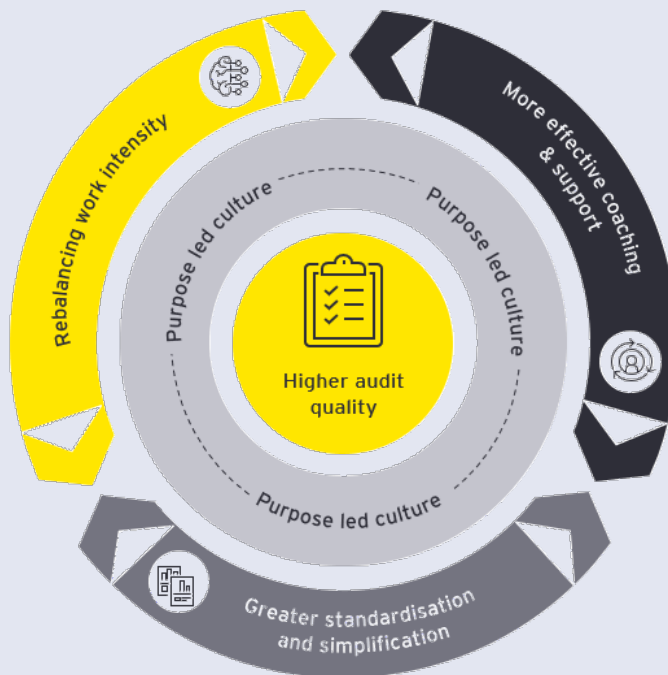 Rebalancing work intensity
More effective coaching
& support
Purpose led culture
Purpose led culture
Higher audit
quality
Purpose led culture
Greater standardisation
and simplification